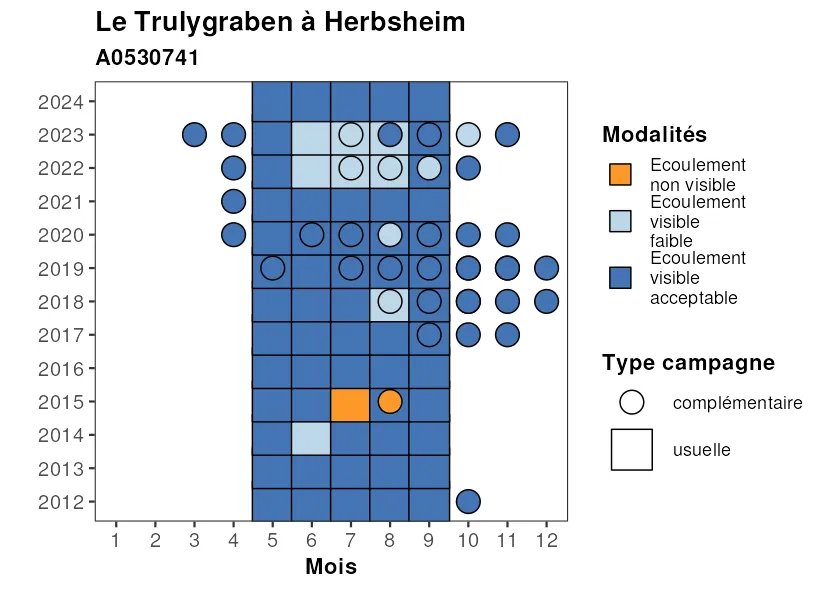 Le Trulygraben à Herbsheim
A0530741
2024
2023
2022
2021
2020
2019
2018
2017
2016
2015
2014
2013
2012
1 2 3 4 5 6 7 8 9 10 11 12
Mois
Modalités
Ecoulement
non visible
Ecoulement
visible
faible
Ecoulement
visible
acceptable
Type campagne
complémentaire
usuelle